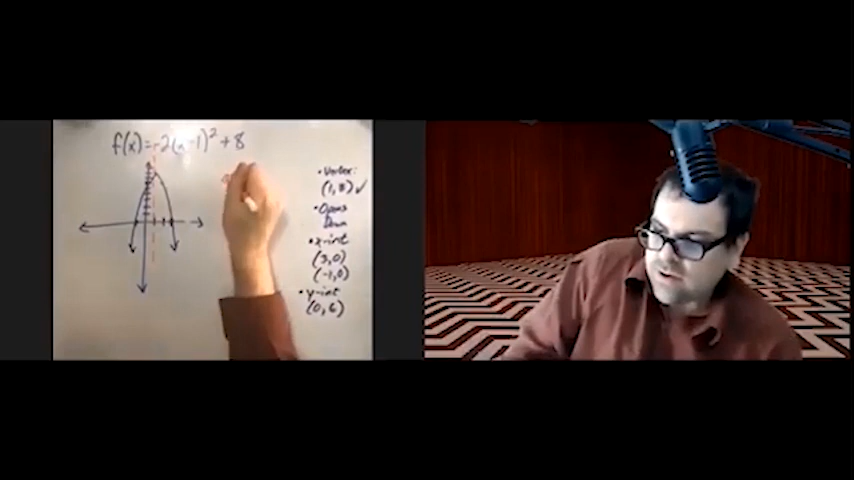 f(x)=-2(x-1)² +8
• Vertex:
(1,8) ✓
• Opens
Down
• x-int
(3,0)
(-1,0)
• y-int
(0,6)